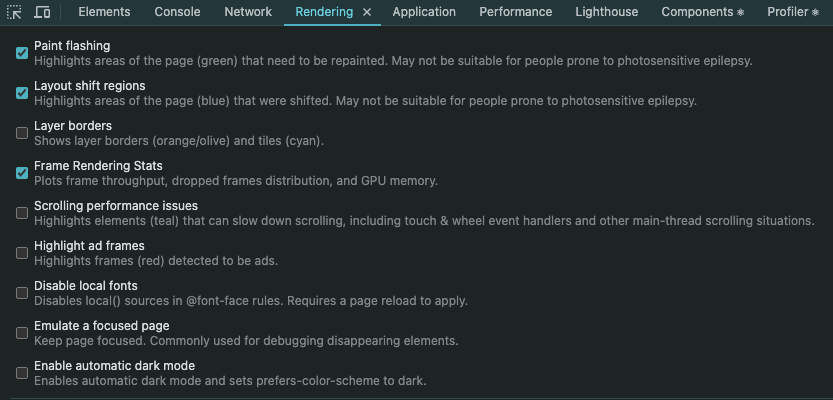 Elements Console Network Rendering Application Performance Lighthouse Components ⚛ Profiler ⚛
Paint flashing
Highlights areas of the page (green) that need to be repainted. May not be suitable for people prone to photosensitive epilepsy.
Layout shift regions
Highlights areas of the page (blue) that were shifted. May not be suitable for people prone to photosensitive epilepsy.
Layer borders
Shows layer borders (orange/olive) and tiles (cyan).
Frame Rendering Stats
Plots frame throughput, dropped frames distribution, and GPU memory.
Scrolling performance issues
Highlights elements (teal) that can slow down scrolling, including touch & wheel event handlers and other main-thread scrolling situations.
Highlight ad frames
Highlights frames (red) detected to be ads.
Disable local fonts
Disables local() sources in @font-face rules. Requires a page reload to apply.
Emulate a focused page
Keep page focused. Commonly used for debugging disappearing elements.
Enable automatic dark mode
Enables automatic dark mode and sets prefers-color-scheme to dark.